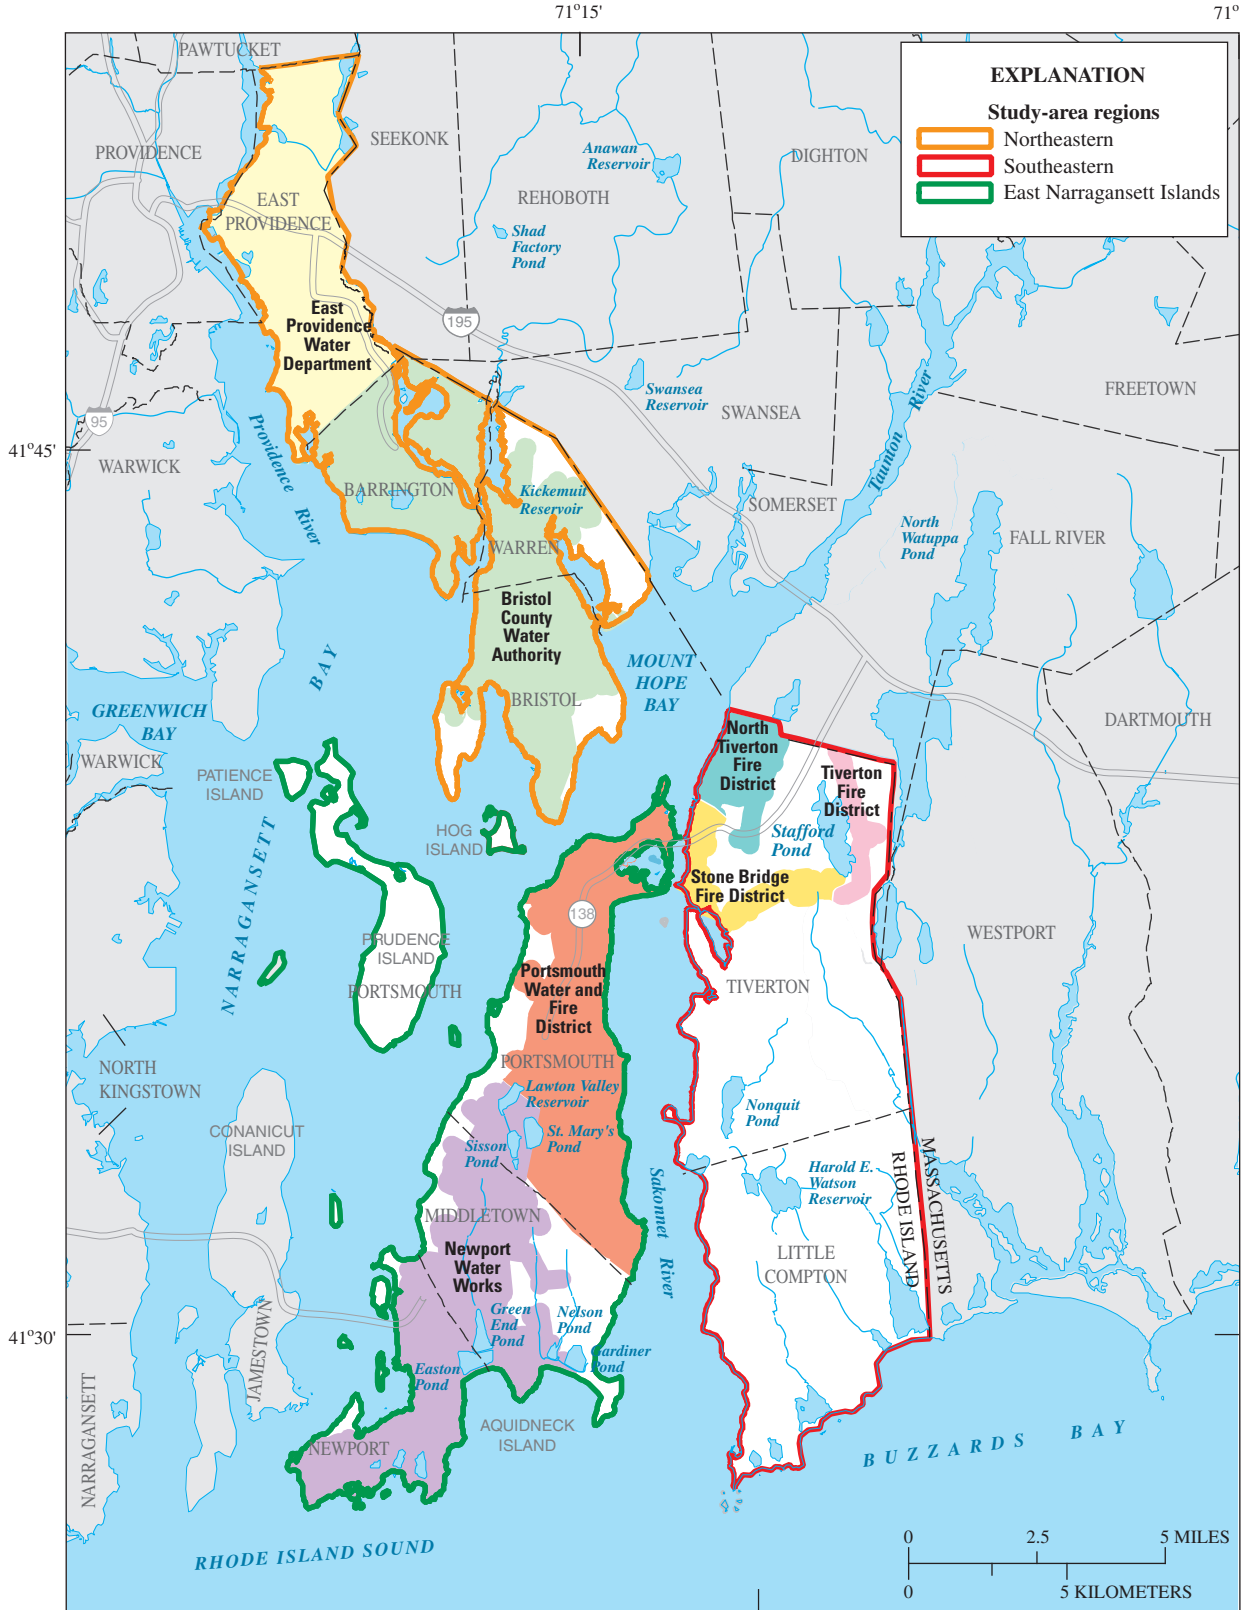 71°15'
71°
PAWTUCKET
EXPLANATION
Study-area regions
Northeastern
Southeastern
East Narragansett Islands
PROVIDENCE
SEEKONK
Anawan
Reservoir
DIGHTON
REHOBOTH
EAST
PROVIDENCE
Shad
Factory
Pond
East
Providence
Water
Department
195
95
Swansea
Reservoir
SWANSEA
FREETOWN
Taunton River
41°45'
WARWICK
Providence River
BARRINGTON
Kickemuit
Reservoir
SOMERSET
North
Watuppa
Pond
FALL RIVER
WARREN
Bristol
County
Water
Authority
MOUNT
HOPE
BAY
BRISTOL
GREENWICH
BAY
WARWICK
DARTMOUTH
PATIENCE
ISLAND
North
Tiverton
Fire
District
Tiverton
Fire
District
HOG
ISLAND
Stafford
Pond
Stone Bridge
Fire District
138
NARRAGANSETT BAY
PRUDENCE
ISLAND
WESTPORT
Portsmouth
Water and
Fire
District
TIVERTON
PORTSMOUTH
NORTH
KINGSTOWN
PORTSMOUTH
Lawton Valley
Reservoir
Nonquit
Pond
CONANICUT
ISLAND
St. Mary's
Pond
Sisson
Pond
MASSACHUSETTS
RHODE ISLAND
Harold E.
Watson
Reservoir
Sakonnet River
MIDDLETOWN
Newport
Water
Works
LITTLE
COMPTON
Green
End
Pond
Nelson
Pond
41°30'
JAMESTOWN
Gardiner
Pond
Easton
Pond
NARRAGANSETT
AQUIDNECK
ISLAND
NEWPORT
BUZZARDS BAY
RHODE ISLAND SOUND
0 2.5 5 MILES
0 5 KILOMETERS